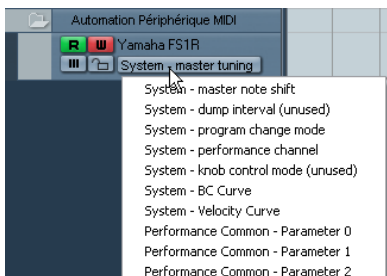 Automation Périphérique MIDI
R W Yamaha FS1R
System - master tuning
System - master note shift
System - dump interval (unused)
System - program change mode
System - performance channel
System - knob control mode (unused)
System - BC Curve
System - Velocity Curve
Performance Common - Parameter 0
Performance Common - Parameter 1
Performance Common - Parameter 2